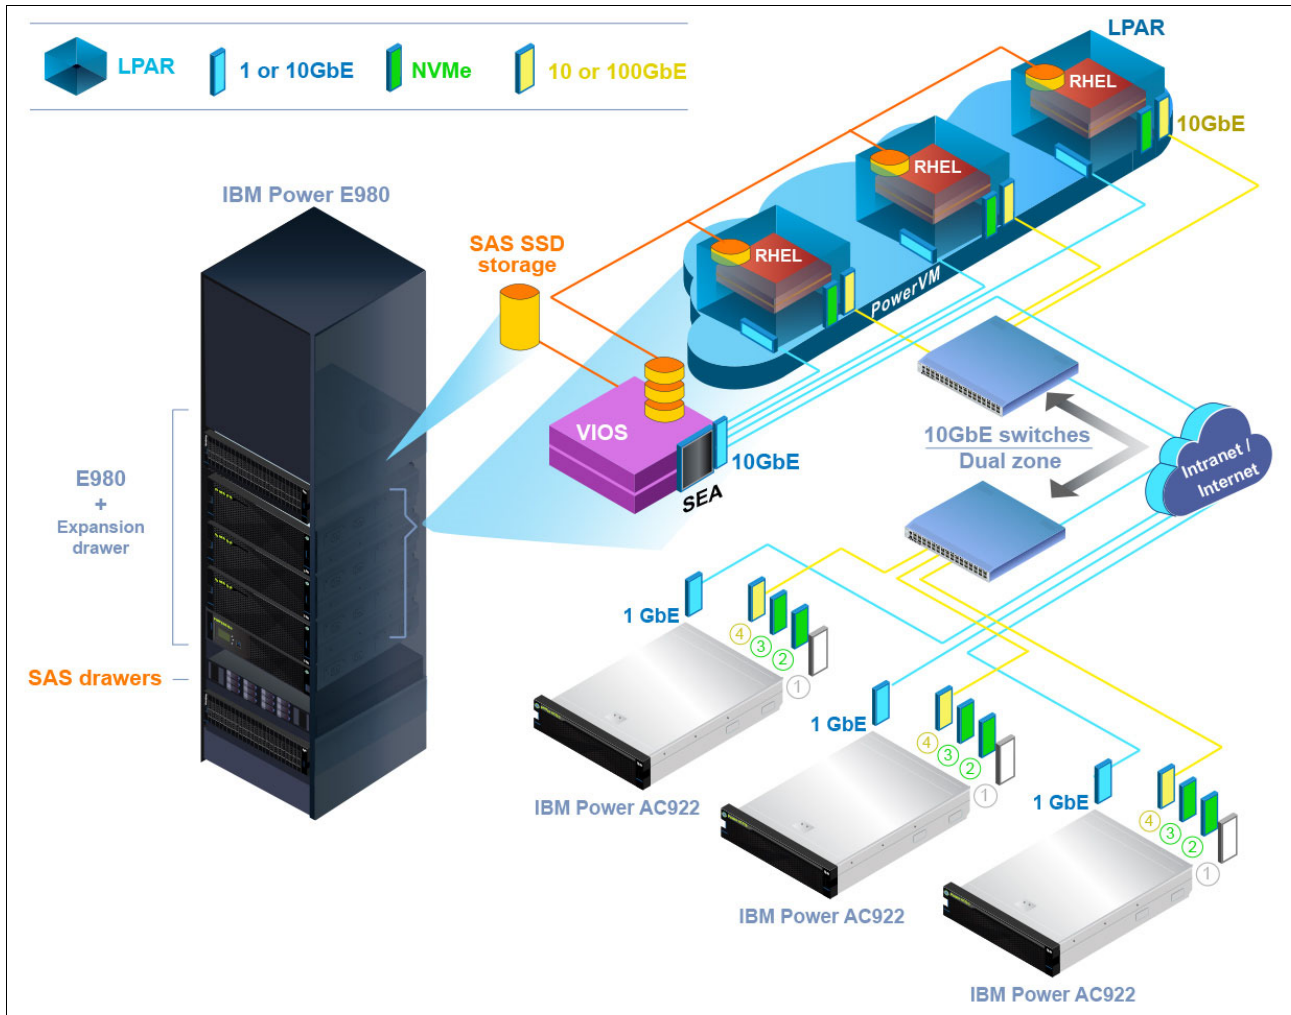 LPAR
1 or 10GbE
NVMe
10 or 100GbE
LPAR
RHEL
10GbE
RHEL
RHEL
PowerVM
IBM Power E980
SAS SSD
storage
VIOS
SEA
10GbE
10GbE switches
Dual zone
Intranet /
Internet
E980
+
Expansion
drawer
SAS drawers
1 GbE
4
3
2
1
IBM Power AC922
1 GbE
4
3
2
1
IBM Power AC922
1 GbE
4
3
2
1
IBM Power AC922